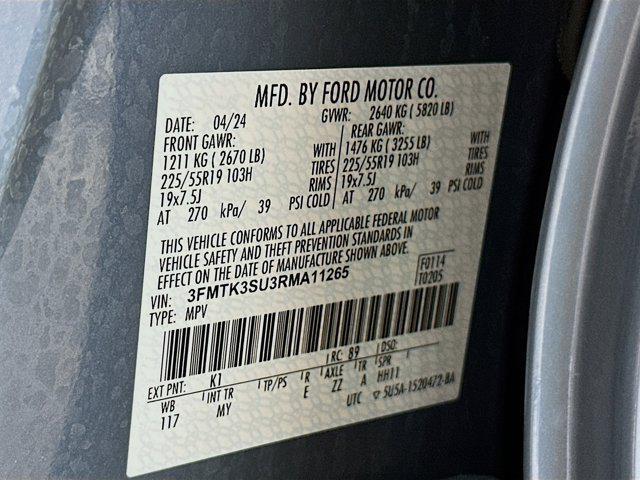 MFD. BY FORD MOTOR CO.
DATE: 04/24 GVWR: 2640 KG ( 5820 LB)
FRONT GAWR: REAR GAWR:
1211 KG ( 2670 LB) WITH 1476 KG ( 3255 LB) WITH
225/55R19 103H TIRES 225/55R19 103H TIRES
19x7.5J RIMS 19x7.5J RIMS
AT 270 kPa/ 39 PSI COLD AT 270 kPa/ 39 PSI COLD
THIS VEHICLE CONFORMS TO ALL APPLICABLE FEDERAL MOTOR
VEHICLE SAFETY AND THEFT PREVENTION STANDARDS IN
EFFECT ON THE DATE OF MANUFACTURE SHOWN ABOVE.
VIN: 3FMTK3SU3RMA11265 F0114
TYPE: MPV T0205
EXT PNT: K1 RC: 89 DSO:
WB INT TR TP/PS R AXLE TR SPR
117 MY E ZZ A HH11
UTC ▽ 5U5A-1520472-BA